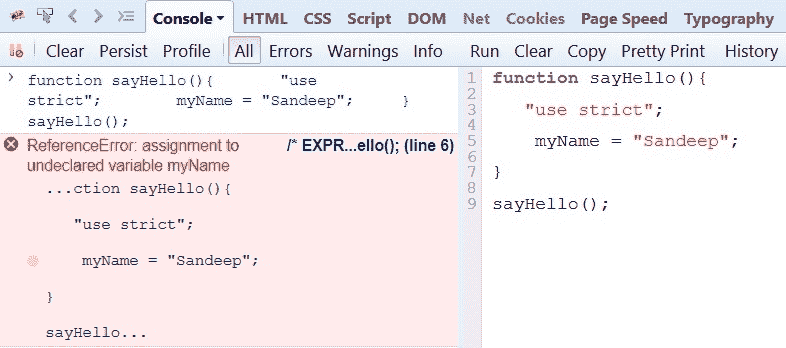 Console HTML CSS Script DOM Net Cookies Page Speed Typography
Clear Persist Profile All Errors Warnings Info Run Clear Copy Pretty Print History
function sayHello(){ "use
strict"; myName = "Sandeep"; }
sayHello();
ReferenceError: assignment to
undeclared variable myName
/* EXPR...ello(); (line 6)
...ction sayHello(){
"use strict";
myName = "Sandeep";
}
sayHello...
1 function sayHello(){
2
3 "use strict";
4
5 myName = "Sandeep";
6
7 }
8
9 sayHello();